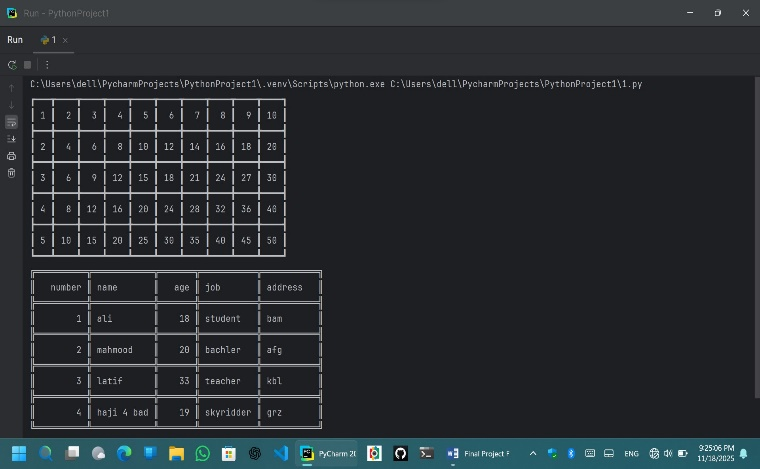 Run - PythonProject1
Run 1
C:\Users\dell\PycharmProjects\PythonProject1\.venv\Scripts\python.exe C:\Users\dell\PycharmProjects\PythonProject1\1.py
1 2 3 4 5 6 7 8 9 10
2 4 6 8 10 12 14 16 18 20
3 6 9 12 15 18 21 24 27 30
4 8 12 16 20 24 28 32 36 40
5 10 15 20 25 30 35 40 45 50
number name age job address
1 ali 18 student bam
2 mahmood 20 bachler afg
3 latif 33 teacher kbl
4 haji 4 bad 19 skyridder grz
PyCharm 20 Final Project F ENG 9:25:06 PM
11/18/2025